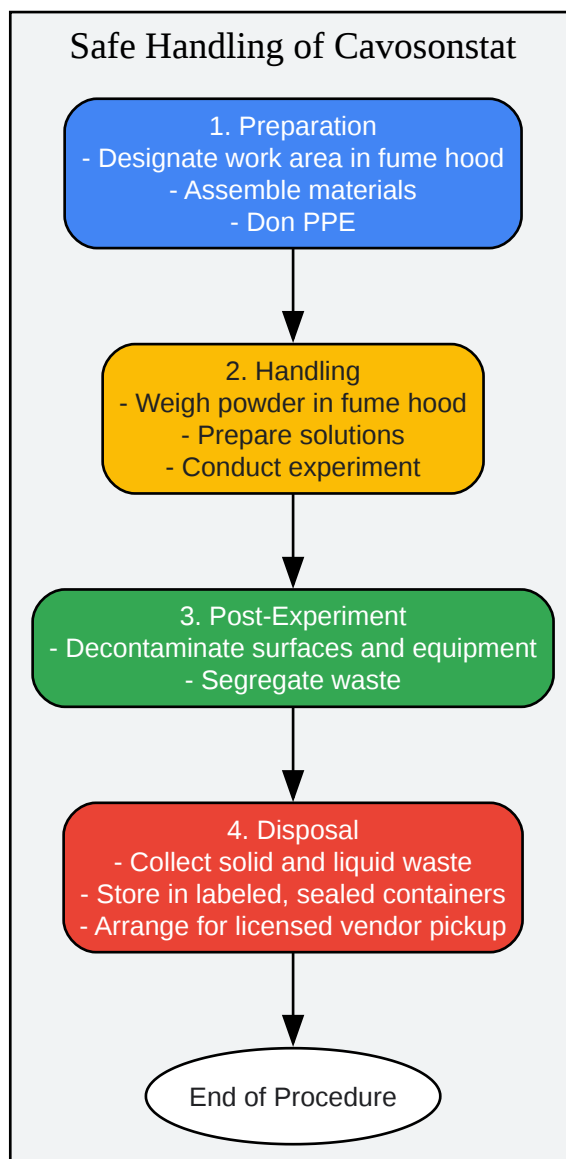 Safe Handling of Cavosonstat
1. Preparation
- Designate work area in fume hood
- Assemble materials
- Don PPE
2. Handling
- Weigh powder in fume hood
- Prepare solutions
- Conduct experiment
3. Post-Experiment
- Decontaminate surfaces and equipment
- Segregate waste
4. Disposal
- Collect solid and liquid waste
- Store in labeled, sealed containers
- Arrange for licensed vendor pickup
End of Procedure